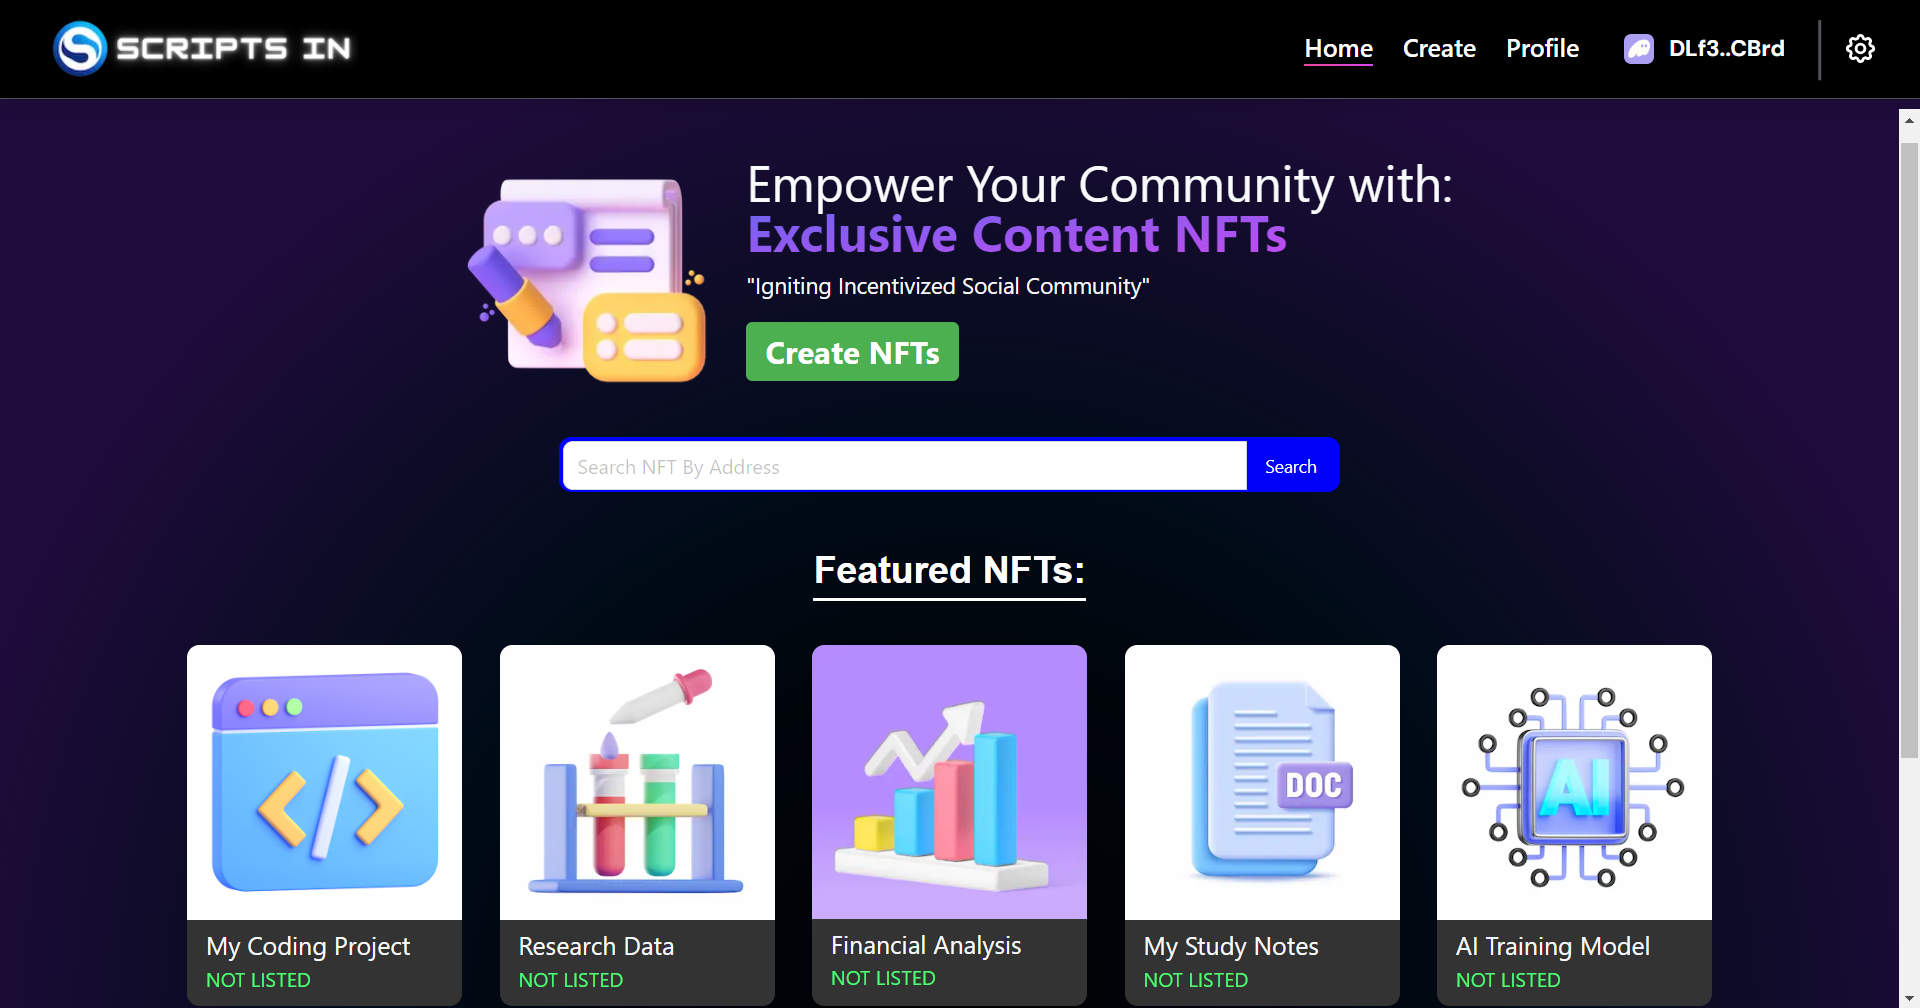 SCRIPTS IN
Home Create Profile DLf3..CBrd
Empower Your Community with:
Exclusive Content NFTs
"Igniting Incentivized Social Community"
Create NFTs
Search NFT By Address Search
Featured NFTs:
DOC
AI
My Coding Project
NOT LISTED
Research Data
NOT LISTED
Financial Analysis
NOT LISTED
My Study Notes
NOT LISTED
AI Training Model
NOT LISTED